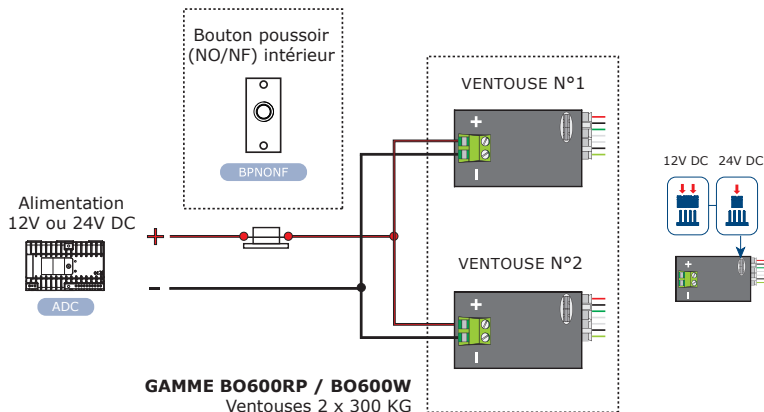 Bouton poussoir
(NO/NF) intérieur
BPNONF
VENTOUSE N°1
+
–
Alimentation
12V ou 24V DC
+
–
ADC
VENTOUSE N°2
+
–
12V DC
24V DC
+
–
GAMME BO600RP / BO600W
Ventouses 2 x 300 KG